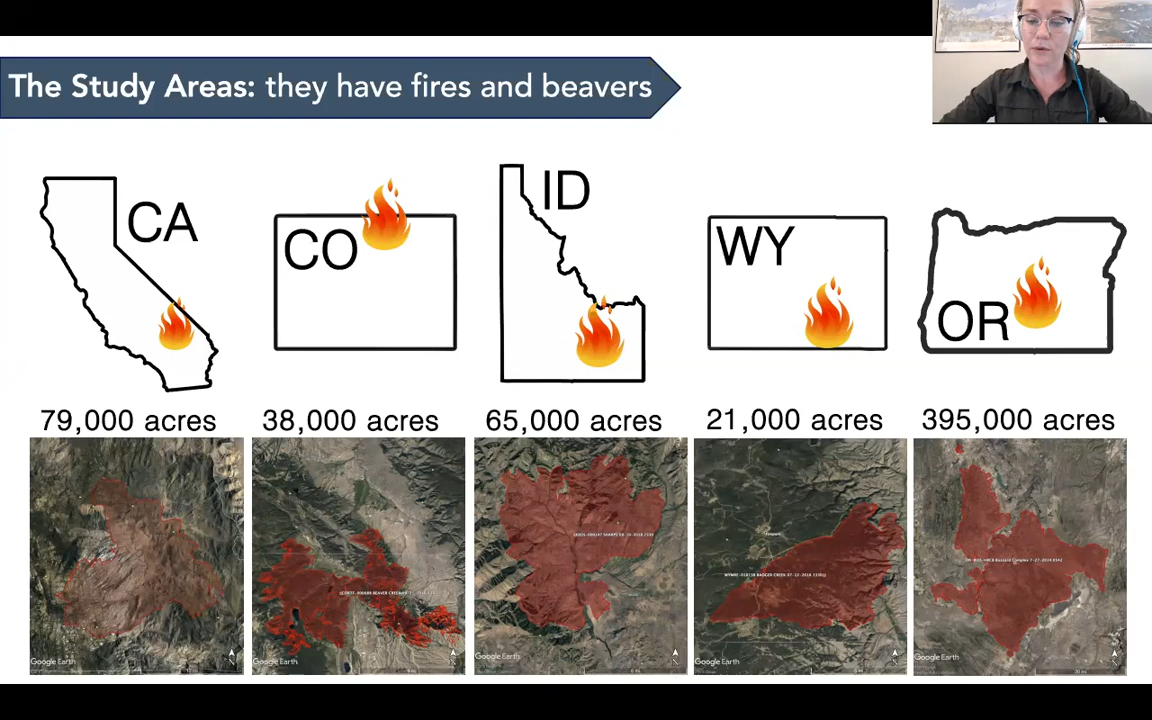 The Study Areas: they have fires and beavers
CA
CO
ID
WY
OR
79,000 acres
38,000 acres
65,000 acres
21,000 acres
395,000 acres
Google Earth
Google Earth
Google Earth
Google Earth
Google Earth